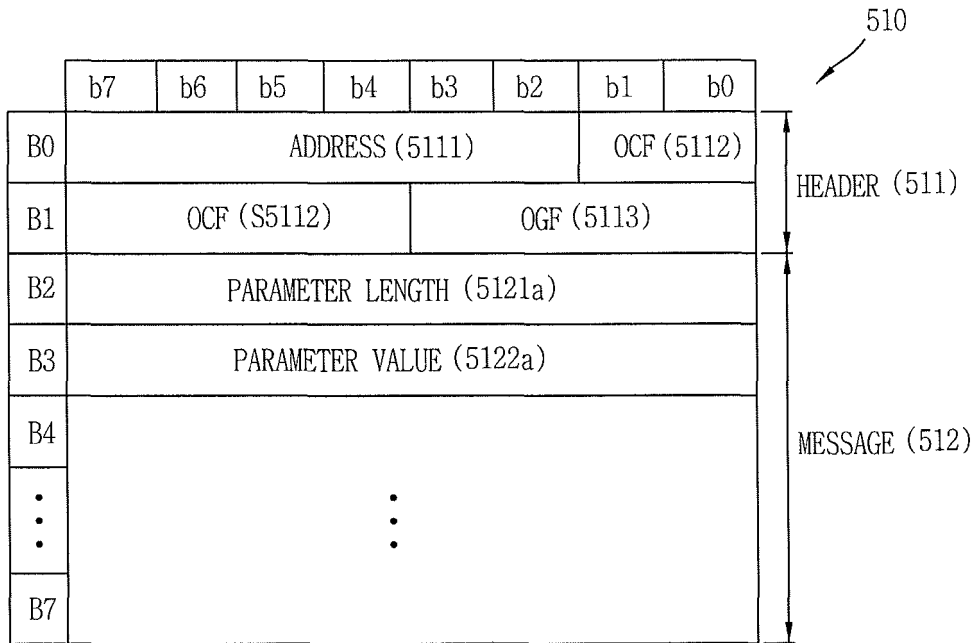 510
b7 b6 b5 b4 b3 b2 b1 b0
B0 ADDRESS (5111) OCF (5112)
HEADER (511)
B1 OCF (S5112) OGF (5113)
B2 PARAMETER LENGTH (5121a)
B3 PARAMETER VALUE (5122a)
B4
MESSAGE (512)
B7